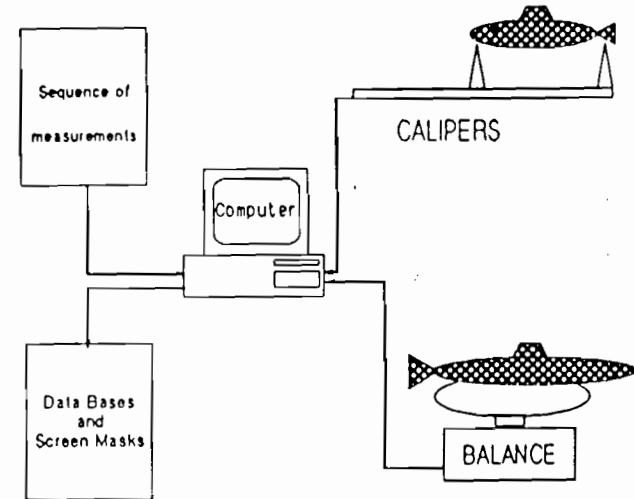 Sequence of
measurements
CALIPERS
Computer
Data Bases
and
Screen Masks
BALANCE